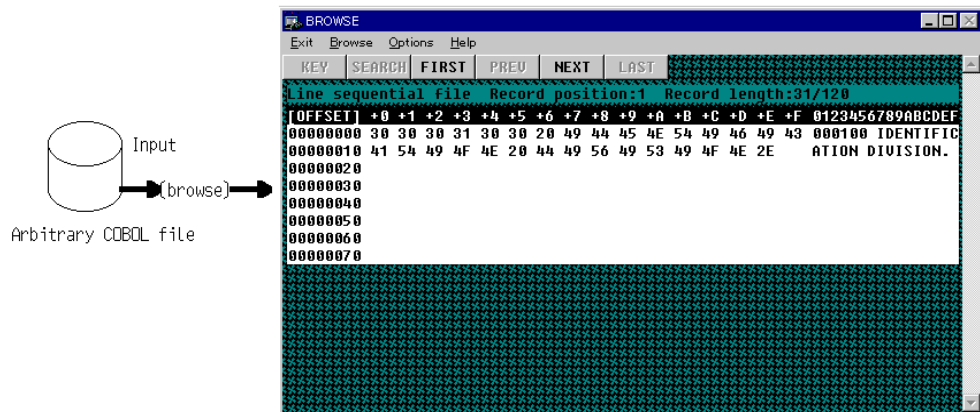 BROWSE
Exit Browse Options Help
KEY SEARCH FIRST PREV NEXT LAST
Line sequential file Record position:1 Record length:31/120
[OFFSET] +0 +1 +2 +3 +4 +5 +6 +7 +8 +9 +A +B +C +D +E +F 0123456789ABCDEF
00000000 30 30 30 31 30 30 20 49 44 45 4E 54 49 46 49 43 000100 IDENTIFIC
00000010 41 54 49 4F 4E 20 44 49 56 49 53 49 4F 4E 2E ATION DIVISION.
00000020
00000030
00000040
00000050
00000060
00000070
Input
(browse)
Arbitrary COBOL file